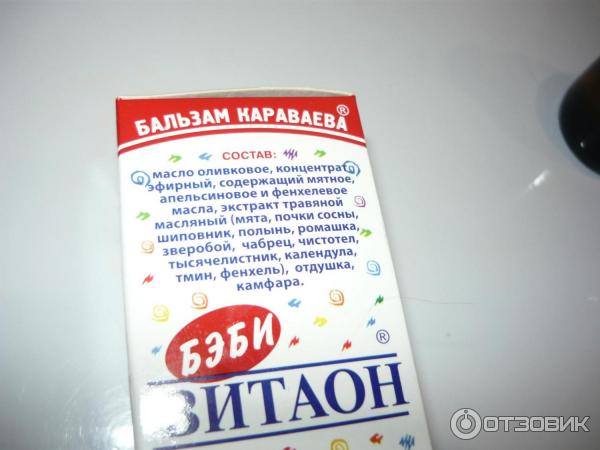 БАЛЬЗАМ КАРАВАЕВА®
СОСТАВ:
масло оливковое, концентрат
эфирный, содержащий мятное,
апельсиновое и фенхелевое
масла, экстракт травяной
масляный (мята, почки сосны,
шиповник, полынь, ромашка,
зверобой, чабрец, чистотел,
тысячелистник, календула,
тмин, фенхель), отдушка,
камфара.
БЭБИ
ВИТАОН®
ОТЗОВИК